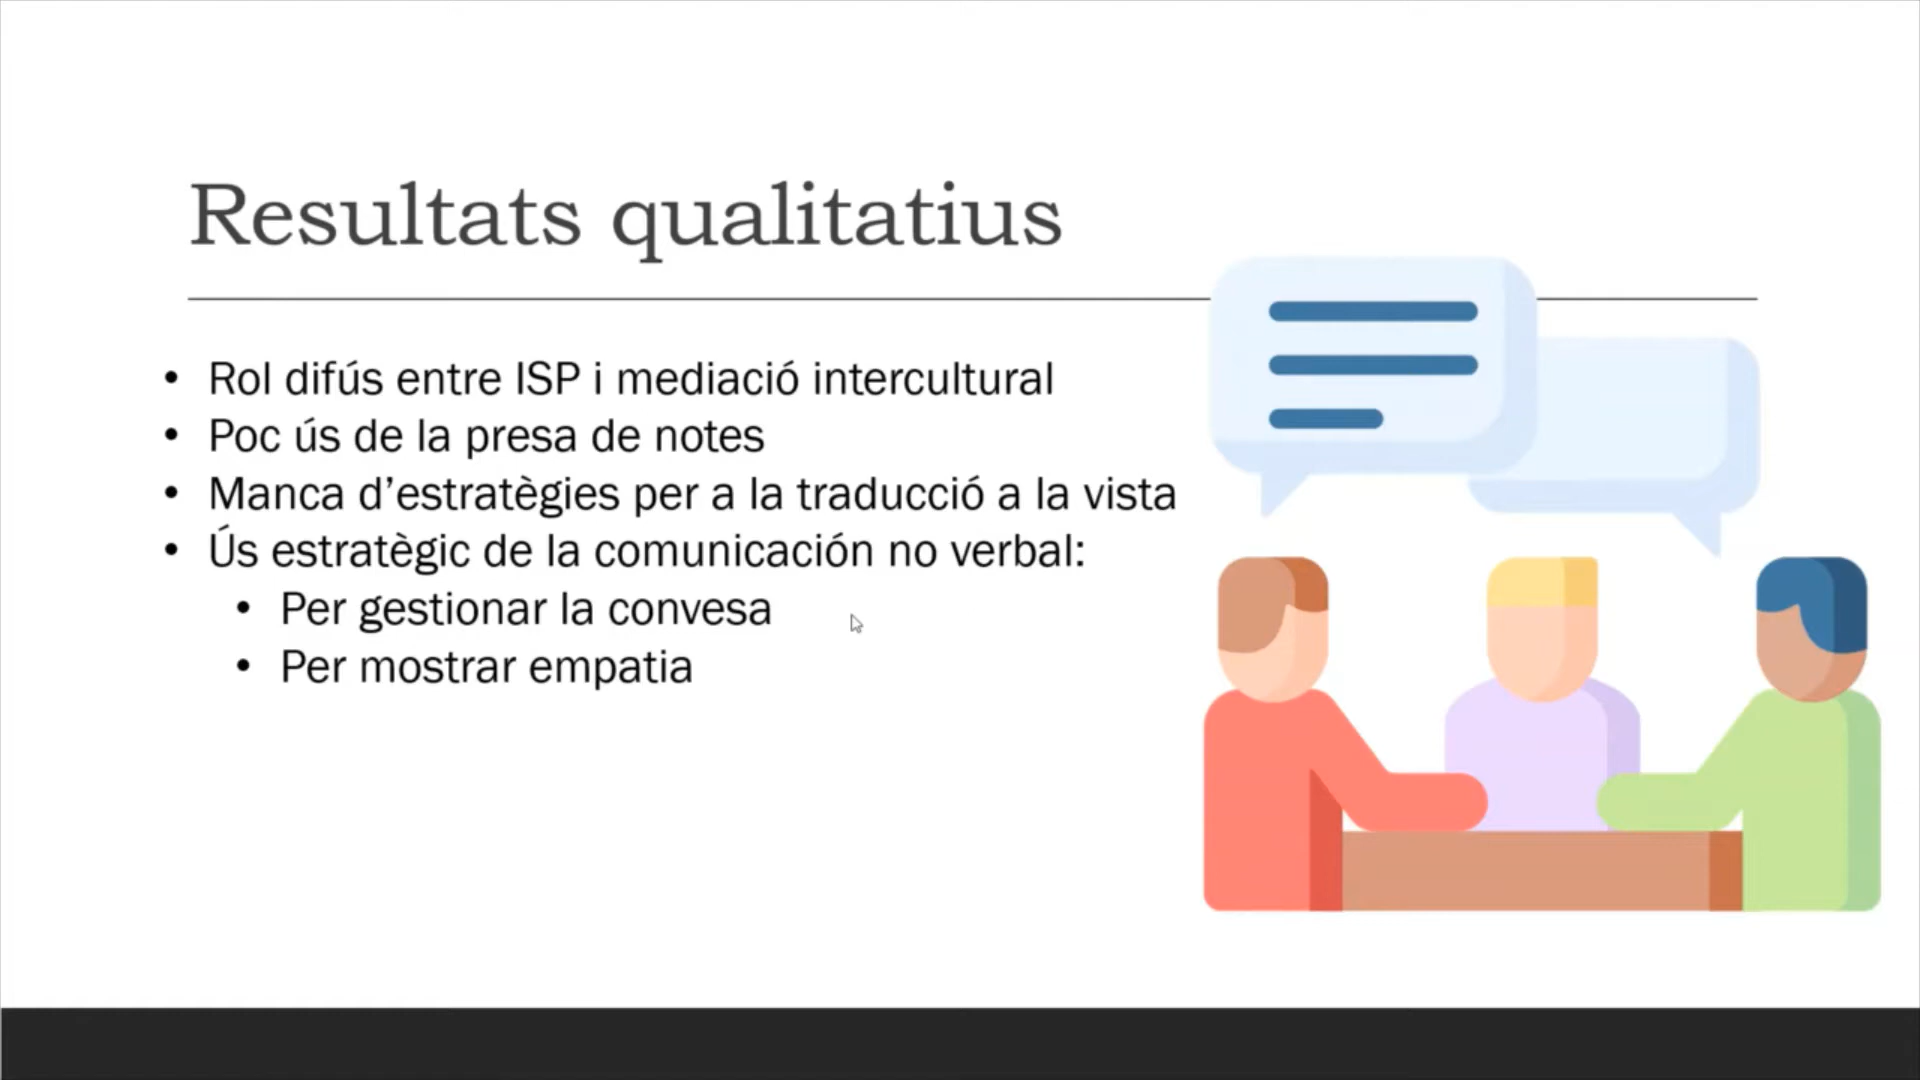 Resultats qualitatius
• Rol difús entre ISP i mediació intercultural
• Poc ús de la presa de notes
• Manca d’estratègies per a la traducció a la vista
• Ús estratègic de la comunicación no verbal:
• Per gestionar la convesa
• Per mostrar empatia